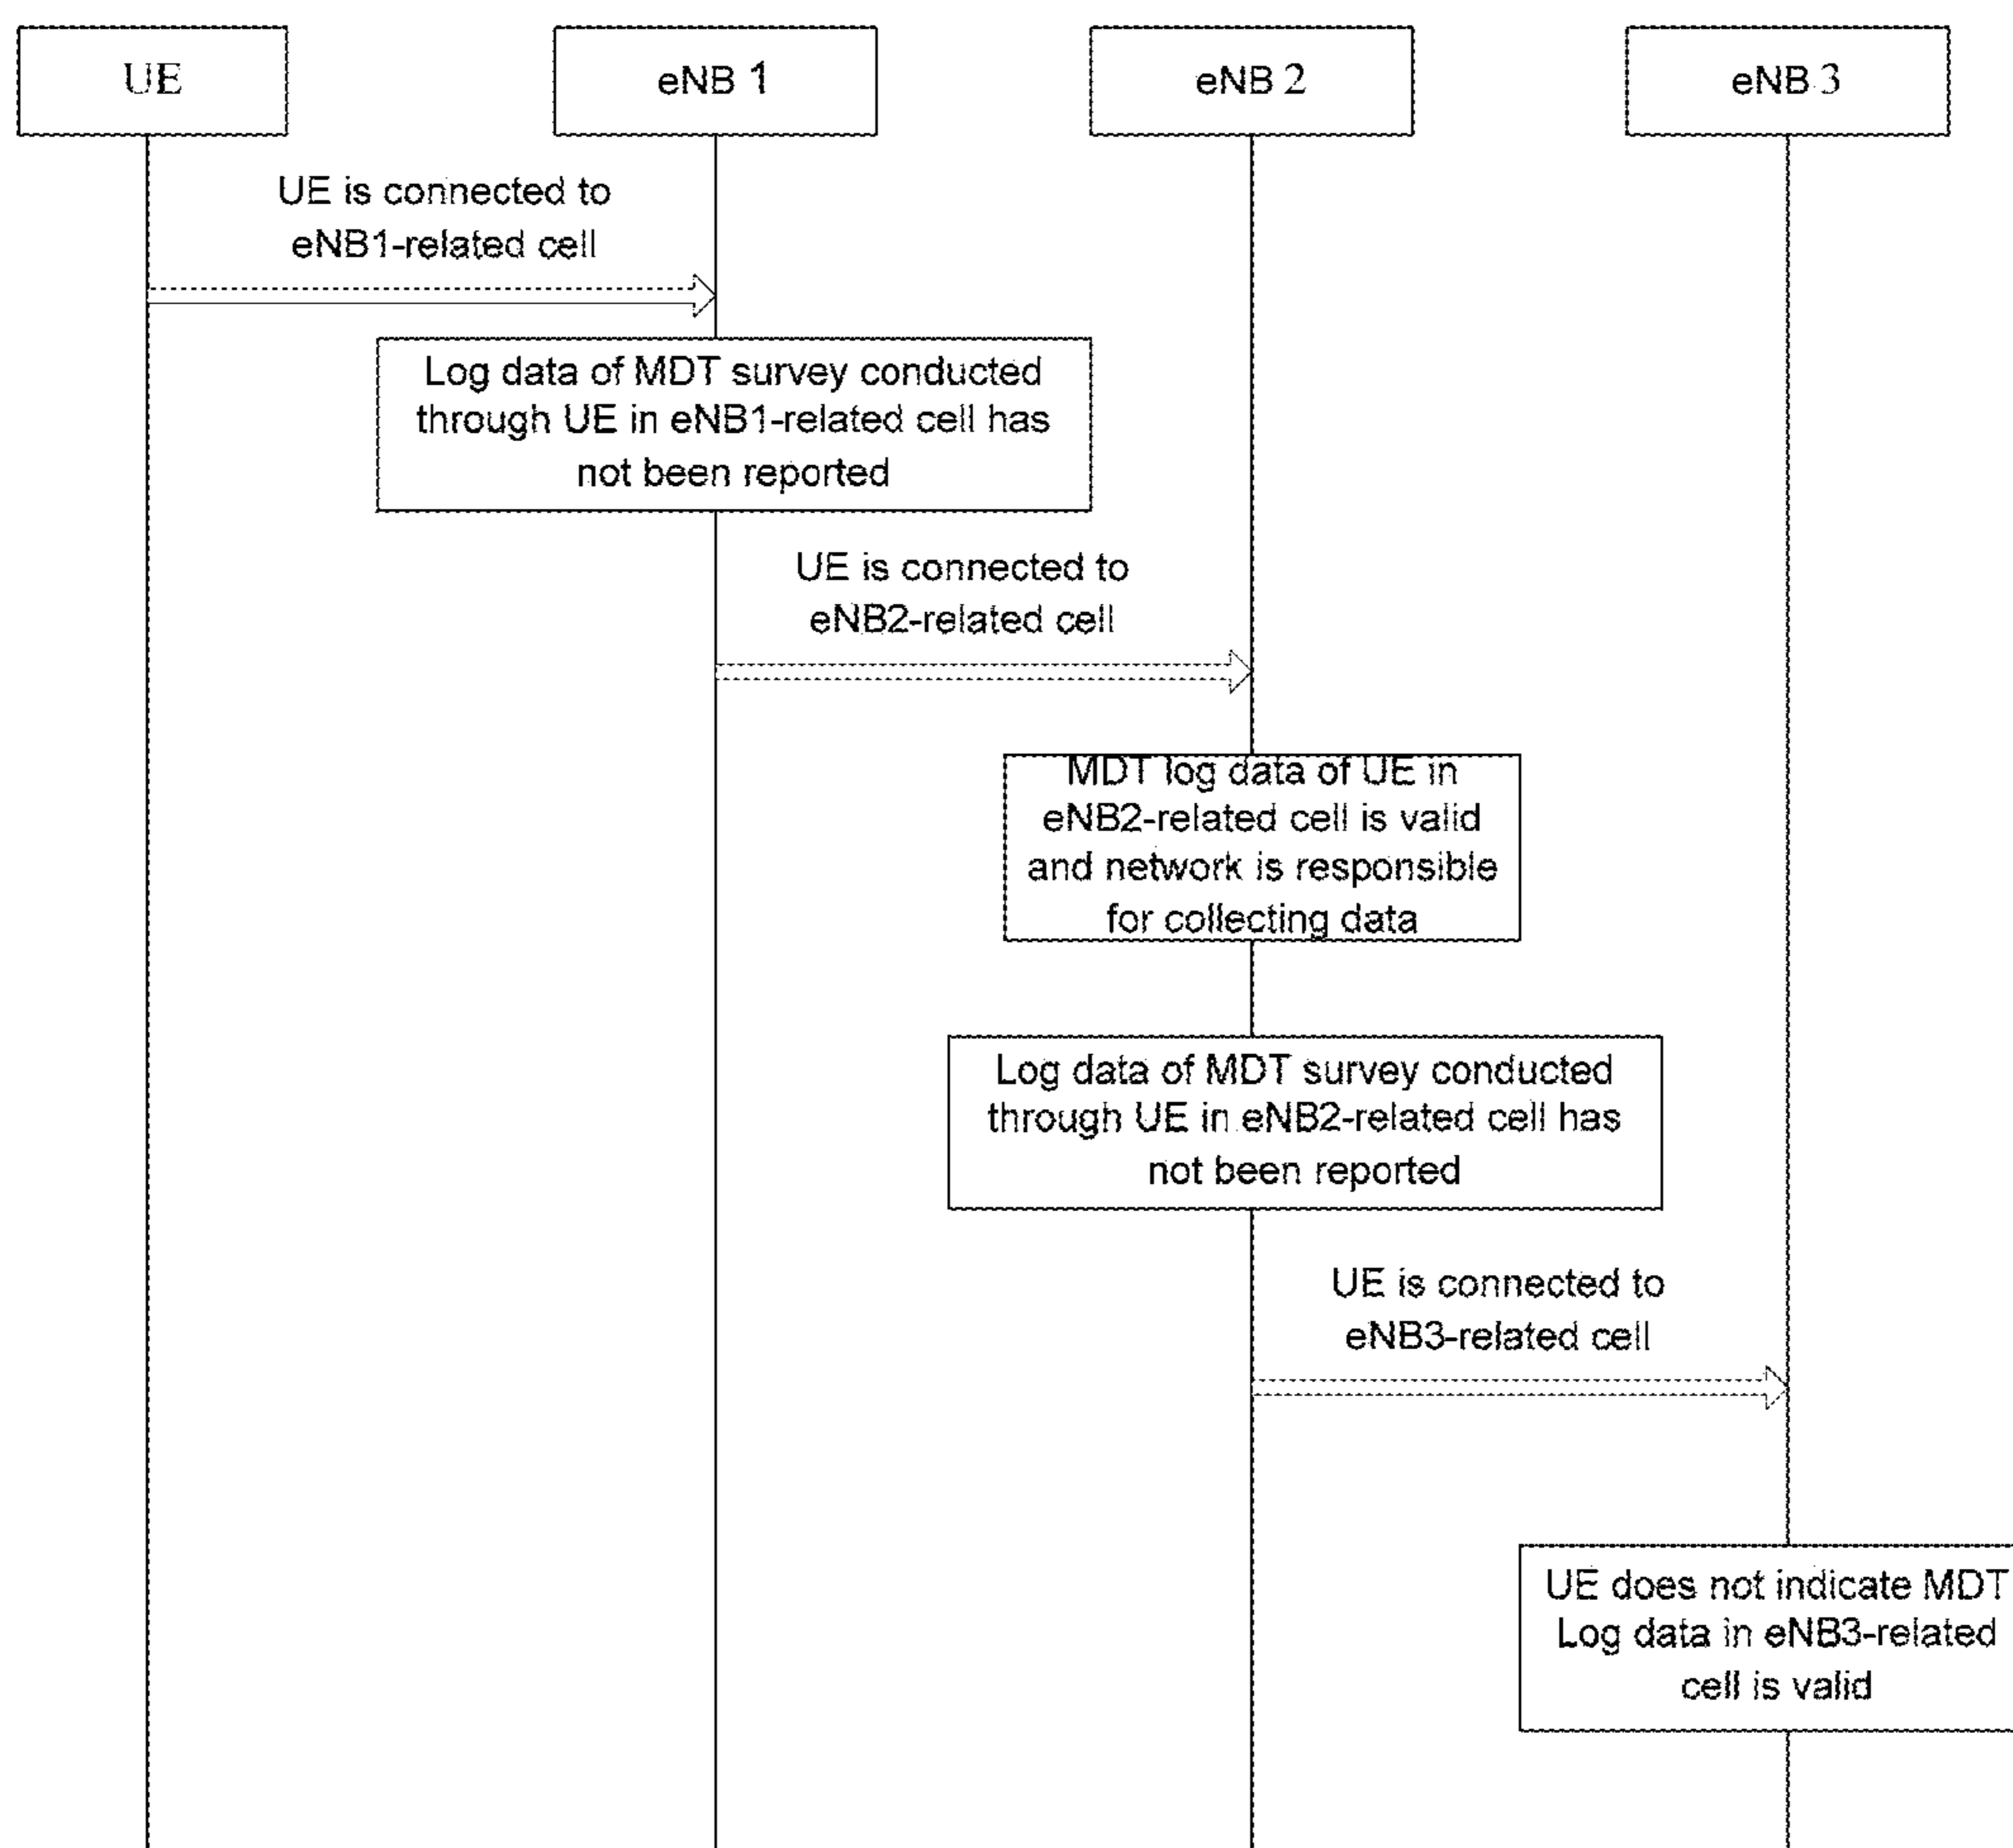 UE
eNB 1
eNB 2
eNB 3
UE is connected to
eNB1-related cell
Log data of MDT survey conducted
through UE in eNB1-related cell has
not been reported
UE is connected to
eNB2-related cell
MDT log data of UE in
eNB2-related cell is valid
and network is responsible
for collecting data
Log data of MDT survey conducted
through UE in eNB2-related cell has
not been reported
UE is connected to
eNB3-related cell
UE does not indicate MDT
Log data in eNB3-related
cell is valid